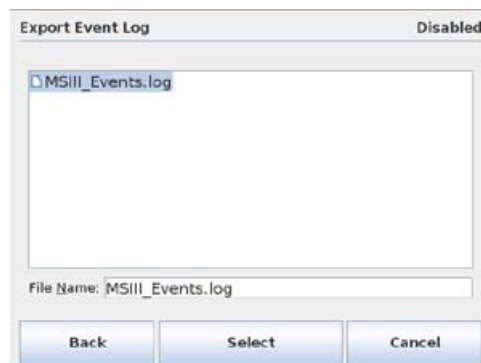 Export Event Log Disabled
MSIII_Events.log
File Name: MSIII_Events.log
Back Select Cancel